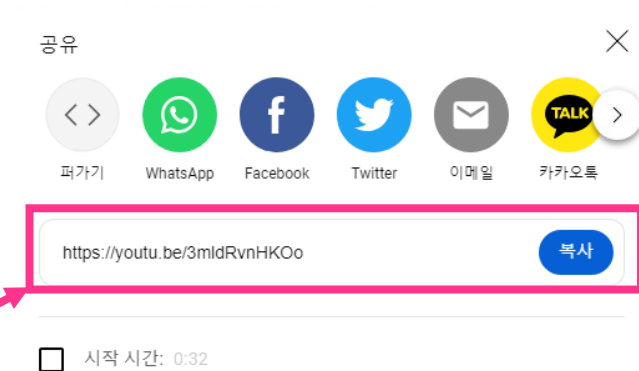 공유
TALK
퍼가기
WhatsApp
Facebook
Twitter
이메일
카카오톡
https://youtu.be/3mldRvnHKOo
복사
시작 시간: 0:32